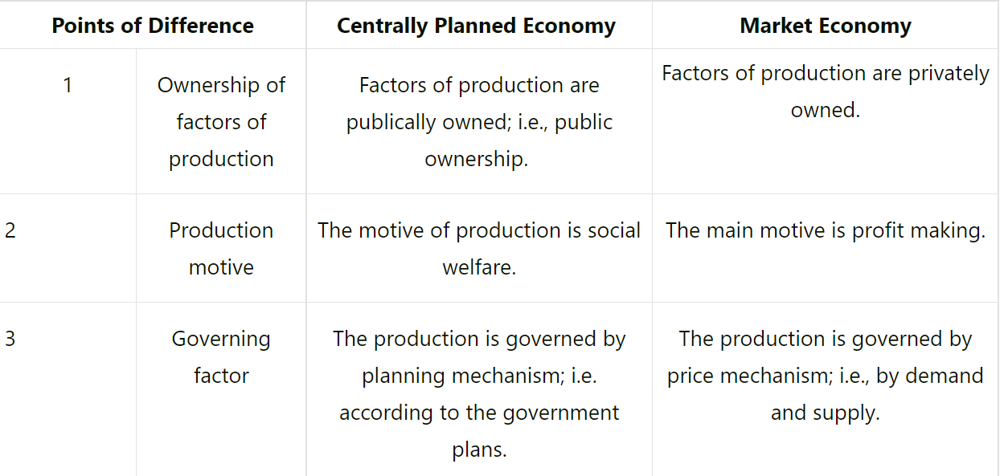 Points of Difference
Centrally Planned Economy
Market Economy
1
Ownership of
factors of
production
Factors of production are
publically owned; i.e., public
ownership.
Factors of production are privately
owned.
2
Production
motive
The motive of production is social
welfare.
The main motive is profit making.
3
Governing
factor
The production is governed by
planning mechanism; i.e.
according to the government
plans.
The production is governed by
price mechanism; i.e., by demand
and supply.